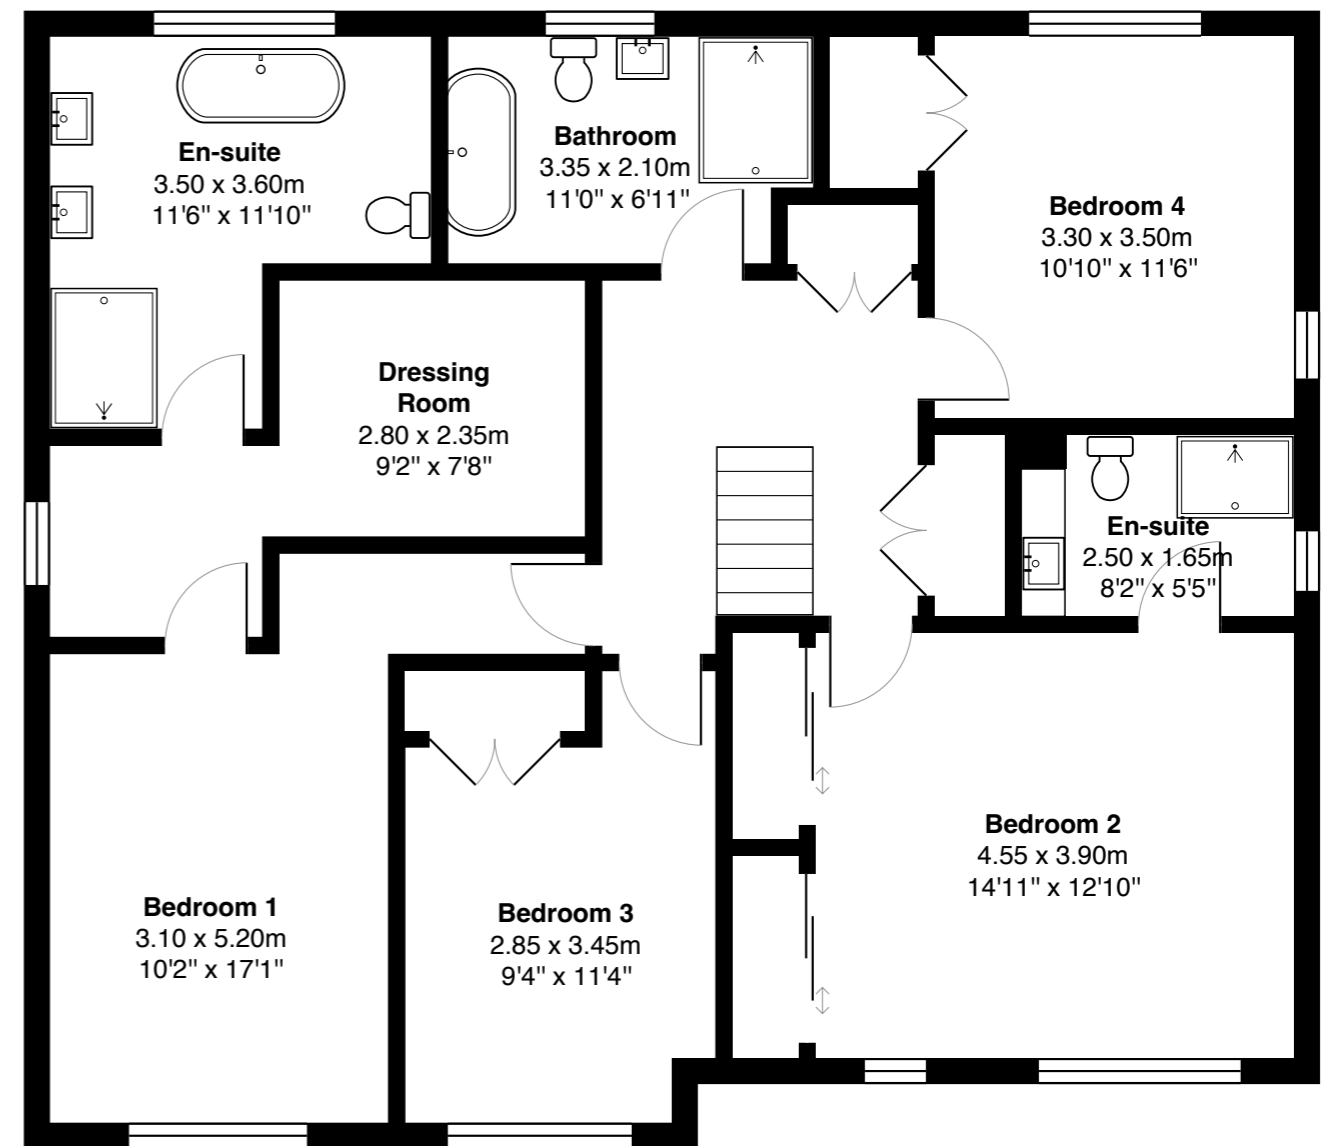 En-suite
3.50 x 3.60m
11'6" x 11'10"
Bathroom
3.35 x 2.10m
11'0" x 6'11"
Bedroom 4
3.30 x 3.50m
10'10" x 11'6"
Dressing
Room
2.80 x 2.35m
9'2" x 7'8"
En-suite
2.50 x 1.65m
8'2" x 5'5"
Bedroom 2
4.55 x 3.90m
14'11" x 12'10"
Bedroom 1
3.10 x 5.20m
10'2" x 17'1"
Bedroom 3
2.85 x 3.45m
9'4" x 11'4"